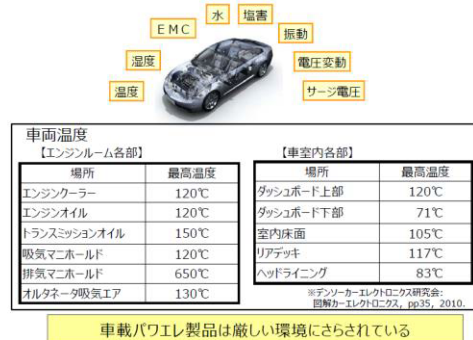 水
塩害
EMC
振動
湿度
電圧変動
温度
サージ電圧
車両温度
【エンジンルーム各部】
場所 最高温度
エンジンクーラー 120℃
エンジンオイル 120℃
トランスミッションオイル 150℃
吸気マニホールド 120℃
排気マニホールド 650℃
オルタネータ吸気エア 130℃
【車室内各部】
場所 最高温度
ダッシュボード上部 120℃
ダッシュボード下部 71℃
室内床面 105℃
リアデッキ 117℃
ヘッドライニング 83℃
※デンソーカーエレクトロニクス研究会:
図解カーエレクトロニクス, pp35, 2010.
車載パワエレ製品は厳しい環境にさらされている